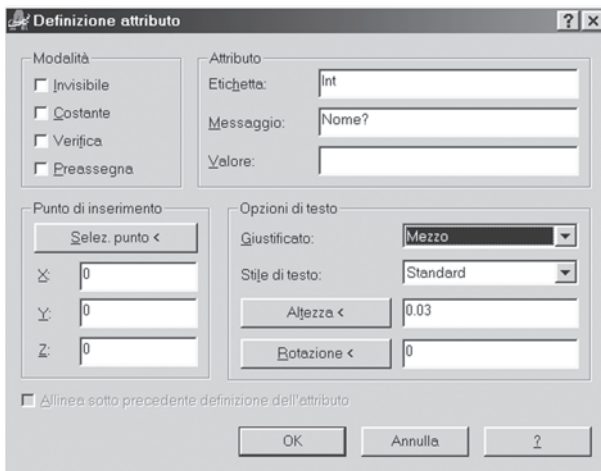 Definizione attributo
Modalità
Invisibile
Costante
Verifica
Preassegna
Attributo
Etichetta: Int
Messaggio: Nome?
Valore:
Punto di inserimento
Selez. punto <
X: 0
Y: 0
Z: 0
Opzioni di testo
Giustificato: Mezzo
Stile di testo: Standard
Altezza < 0.03
Rotazione < 0
Allinea sotto precedente definizione dell'attributo
OK Annulla ?